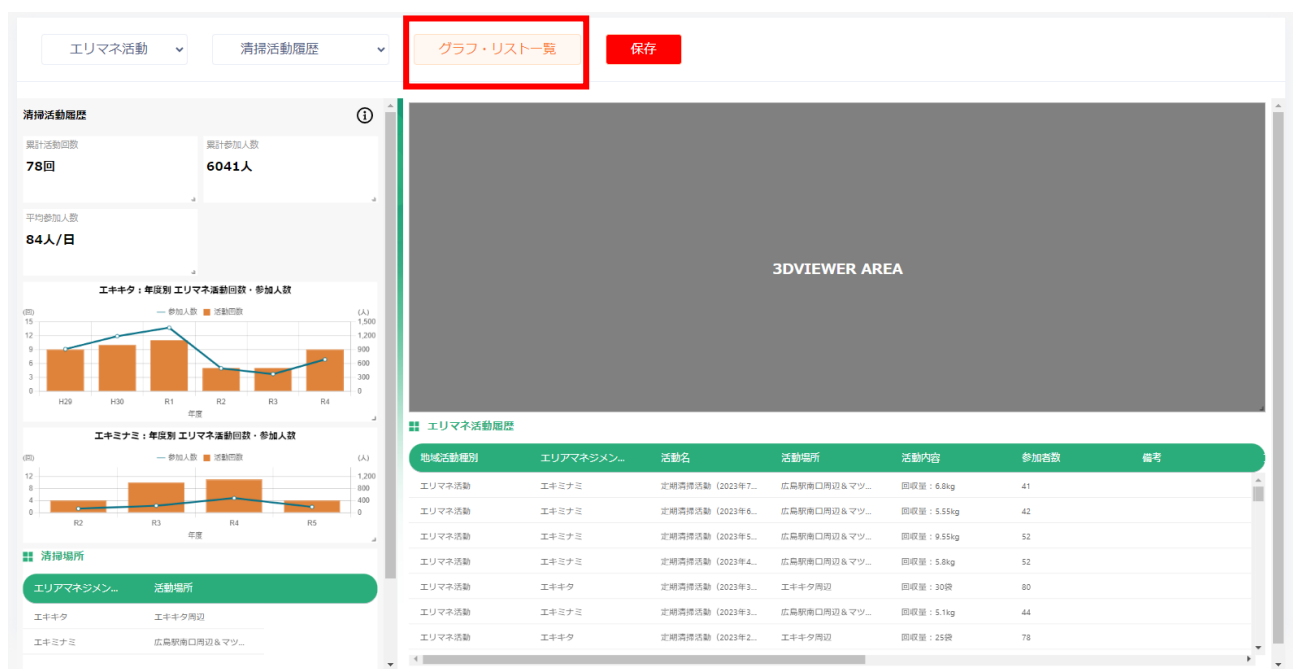 エリマネ活動
清掃活動履歴
グラフ・リスト一覧
保存
清掃活動履歴
累計活動回数
78回
累計参加人数
6041人
平均参加人数
84人/日
エキキタ：年度別 エリマネ活動回数・参加人数
(回)
参加人数 活動回数
(人)
15
12
9
6
3
0
1,500
1,200
900
600
300
0
H29 H30 R1 R2 R3 R4
年度
エキミナミ：年度別 エリマネ活動回数・参加人数
(回)
参加人数 活動回数
(人)
12
8
4
0
1,200
800
400
0
R2 R3 R4 R5
年度
清掃場所
エリアマネジメン... 活動場所
エキキタ エキキタ周辺
エキミナミ 広島駅南口周辺＆マツ...
3DVIEWER AREA
エリマネ活動履歴
地域活動種別 エリアマネジメン... 活動名 活動場所 活動内容 参加者数 備考
エリマネ活動 エキミナミ 定期清掃活動（2023年7... 広島駅南口周辺＆マツ... 回収量：6.8kg 41
エリマネ活動 エキミナミ 定期清掃活動（2023年6... 広島駅南口周辺＆マツ... 回収量：5.55kg 42
エリマネ活動 エキミナミ 定期清掃活動（2023年5... 広島駅南口周辺＆マツ... 回収量：9.55kg 52
エリマネ活動 エキミナミ 定期清掃活動（2023年4... 広島駅南口周辺＆マツ... 回収量：5.8kg 52
エリマネ活動 エキキタ 定期清掃活動（2023年3... エキキタ周辺 回収量：30袋 80
エリマネ活動 エキミナミ 定期清掃活動（2023年3... 広島駅南口周辺＆マツ... 回収量：5.1kg 44
エリマネ活動 エキキタ 定期清掃活動（2023年2... エキキタ周辺 回収量：25袋 78